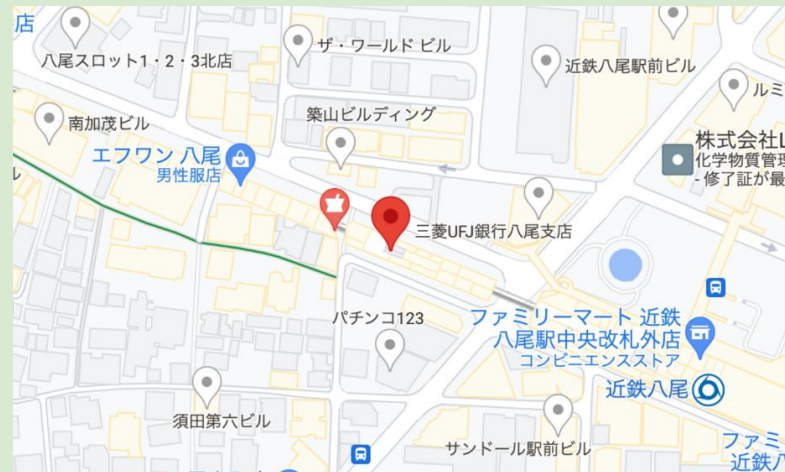 店
八尾スロット1・2・3北店
ザ・ワールド ビル
近鉄八尾駅前ビル
ルミ
南加茂ビル
築山ビルディング
株式会社L
化学物質管理
- 修了証が最
エフワン 八尾
男性服店
ル
三菱UFJ銀行八尾支店
パチンコ123
ファミリーマート 近鉄
八尾駅中央改札外店
コンビニエンスストア
近鉄八尾
須田第六ビル
サンドール駅前ビル
ファミ
近鉄八